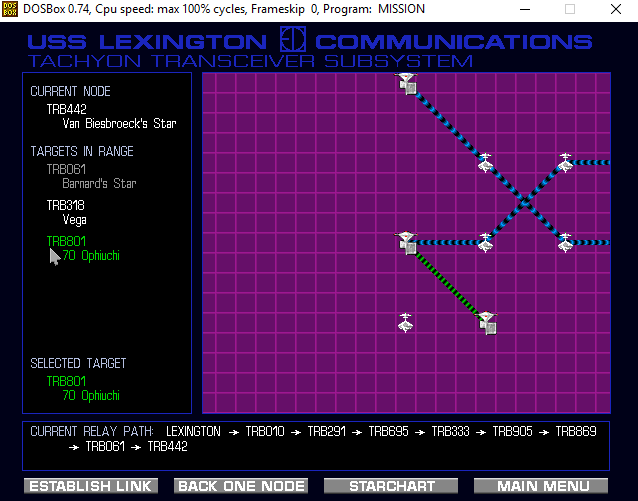 DOS
BOX
DOSBox 0.74, Cpu speed: max 100% cycles, Frameskip 0, Program: MISSION
USS LEXINGTON COMMUNICATIONS
TACHYON TRANSCEIVER SUBSYSTEM
CURRENT NODE
TRB442
Van Biesbroeck's Star
TARGETS IN RANGE
TRB061
Barnard's Star
TRB318
Vega
TRB801
70 Ophiuchi
SELECTED TARGET
TRB801
70 Ophiuchi
CURRENT RELAY PATH: LEXINGTON → TRB010 → TRB291 → TRB695 → TRB333 → TRB905 → TRB869
→ TRB061 → TRB442
ESTABLISH LINK BACK ONE NODE STARCHART MAIN MENU